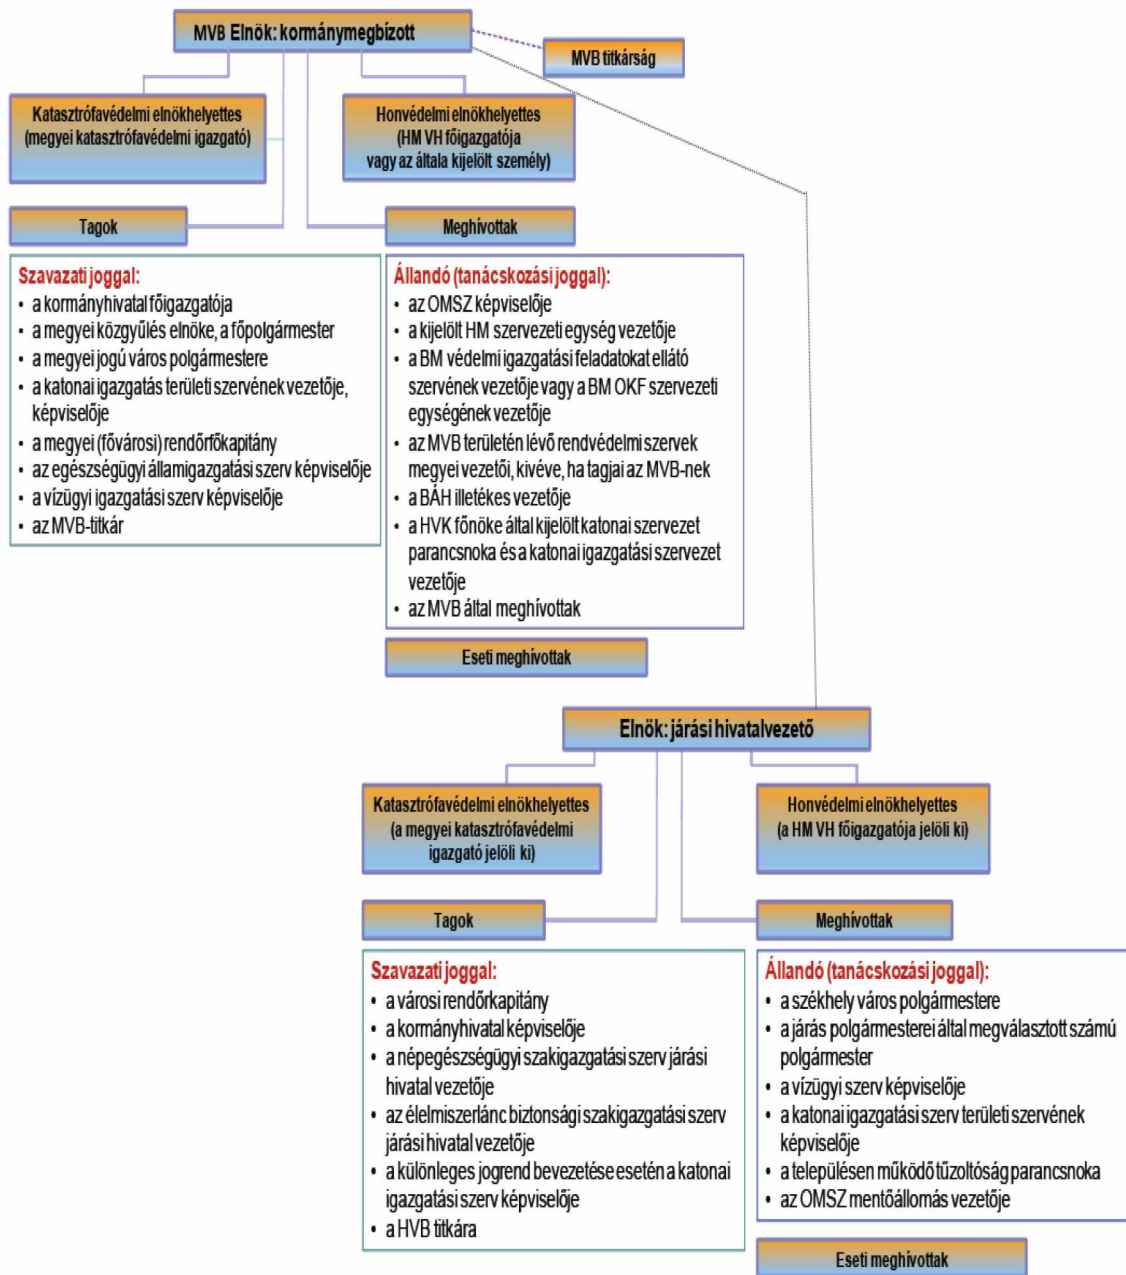 MVB Elnök: kormánymegbízott
MVB titkárság
Katasztrófavédelmi elnökhelyettes
(megyei katasztrófavédelmi igazgató)
Honvédelmi elnökhelyettes
(HM VH főigazgatója
vagy az általa kijelölt személy)
Tagok
Szavazati joggal:
• a kormányhivatal főigazgatója
• a megyei közgyűlés elnöke, a főpolgármester
• a megyei jogú város polgármestere
• a katonai igazgatás területi szervének vezetője,
képviselője
• a megyei (fővárosi) rendőrfőkapitány
• az egészségügyi államigazgatási szerv képviselője
• a vízügyi igazgatási szerv képviselője
• az MVB-titkár
Meghívottak
Állandó (tanácskozási joggal):
• az OMSZ képviselője
• a kijelölt HM szervezeti egység vezetője
• a BM védelmi igazgatási feladatokat ellátó
szervének vezetője vagy a BM OKF szervezeti
egységének vezetője
• az MVB területén lévő rendvédelmi szervek
megyei vezetői, kivéve, ha tagjai az MVB-nek
• a BÁH illetékes vezetője
• a HVK főnöke által kijelölt katonai szervezet
parancsnoka és a katonai igazgatási szervezet
vezetője
• az MVB által meghívottak
Eseti meghívottak
Elnök: járási hivatalvezető
Katasztrófavédelmi elnökhelyettes
(a megyei katasztrófavédelmi
igazgató jelöli ki)
Honvédelmi elnökhelyettes
(a HM VH főigazgatója jelöli ki)
Tagok
Szavazati joggal:
• a városi rendőrkapitány
• a kormányhivatal képviselője
• a népegészségügyi szakigazgatási szerv járási
hivatal vezetője
• az élelmiszerlánc biztonsági szakigazgatási szerv
járási hivatal vezetője
• a különleges jogrend bevezetése esetén a katonai
igazgatási szerv képviselője
• a HVB titkára
Meghívottak
Állandó (tanácskozási joggal):
• a székhely város polgármestere
• a járás polgármesterei által megválasztott számú
polgármester
• a vízügyi szerv képviselője
• a katonai igazgatási szerv területi szervének
képviselője
• a településen működő tűzoltóság parancsnoka
• az OMSZ mentőállomás vezetője
Eseti meghívottak